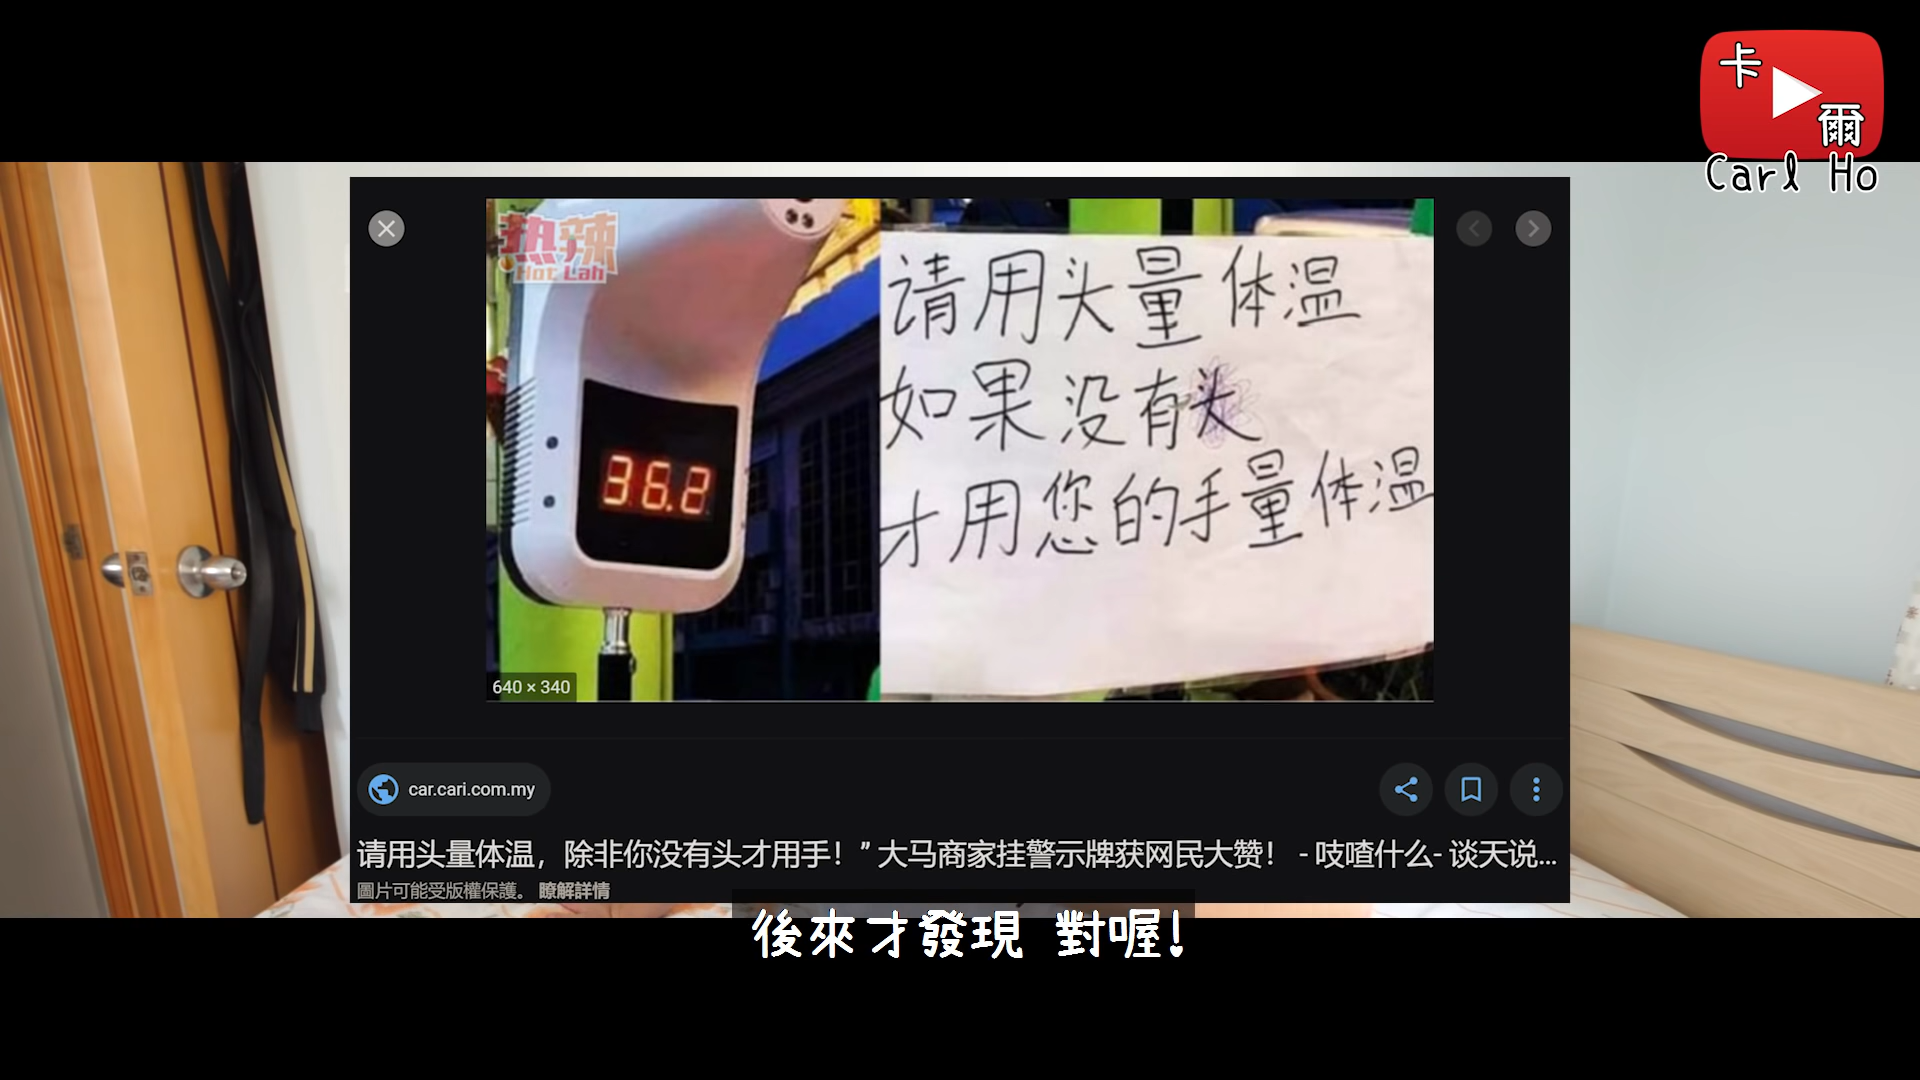 卡
爾
Carl Ho
热辣
Hot Lah
请用头量体温
如果没有头
才用您的手量体温
36.2
640 × 340
car.cari.com.my
请用头量体温，除非你没有头才用手！” 大马商家挂警示牌获网民大赞！ - 吱喳什么- 谈天说...
圖片可能受版權保護。 瞭解詳情
後來才發現 對喔!